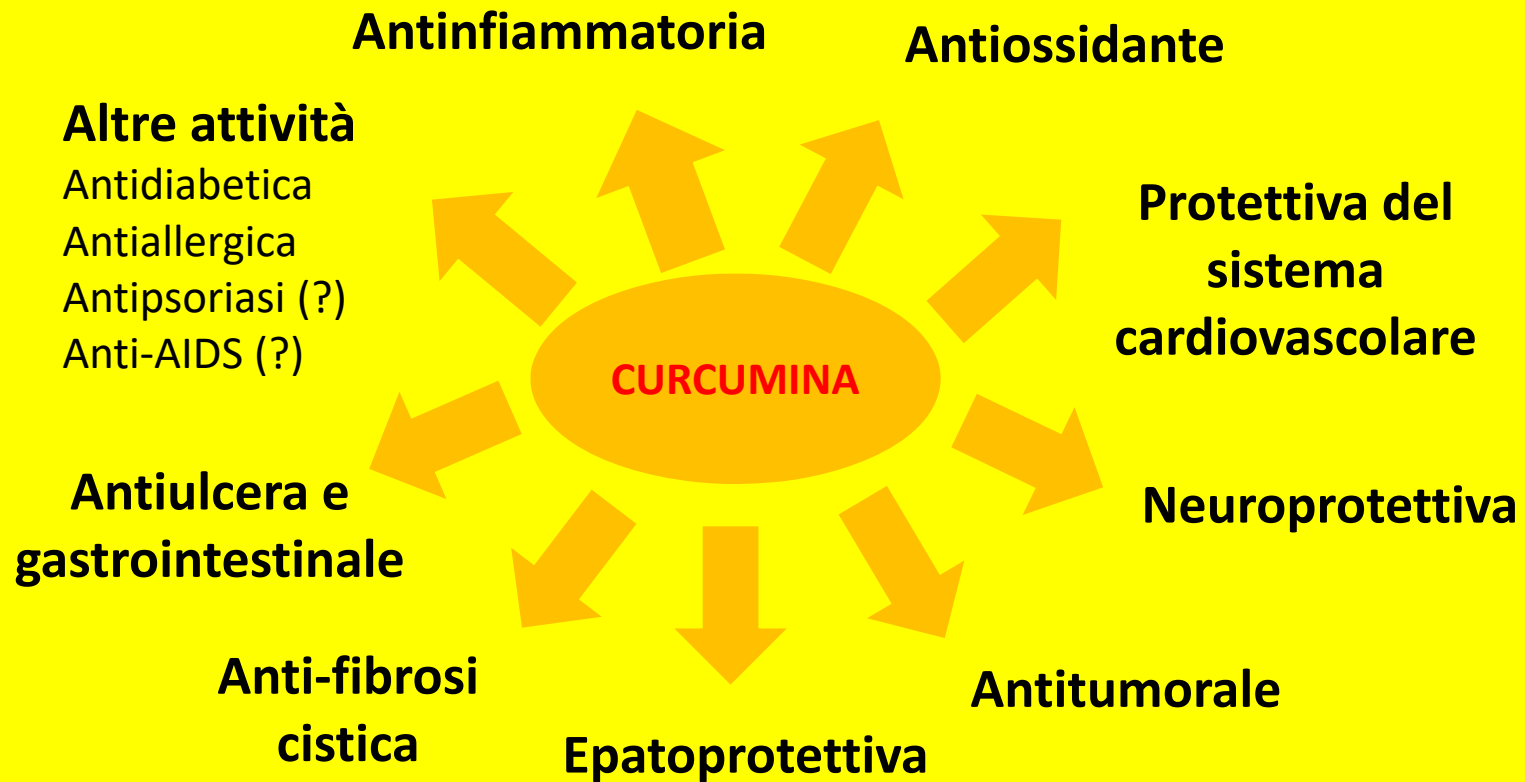 Antinfiammatoria
Antiossidante
Altre attività
Antidiabetica
Antiallergica
Antipsoriasi (?)
Anti-AIDS (?)
Protettiva del
sistema
cardiovascolare
CURCUMINA
Antiulcera e
gastrointestinale
Neuroprotettiva
Anti-fibrosi
cistica
Antitumorale
Epatoprotettiva